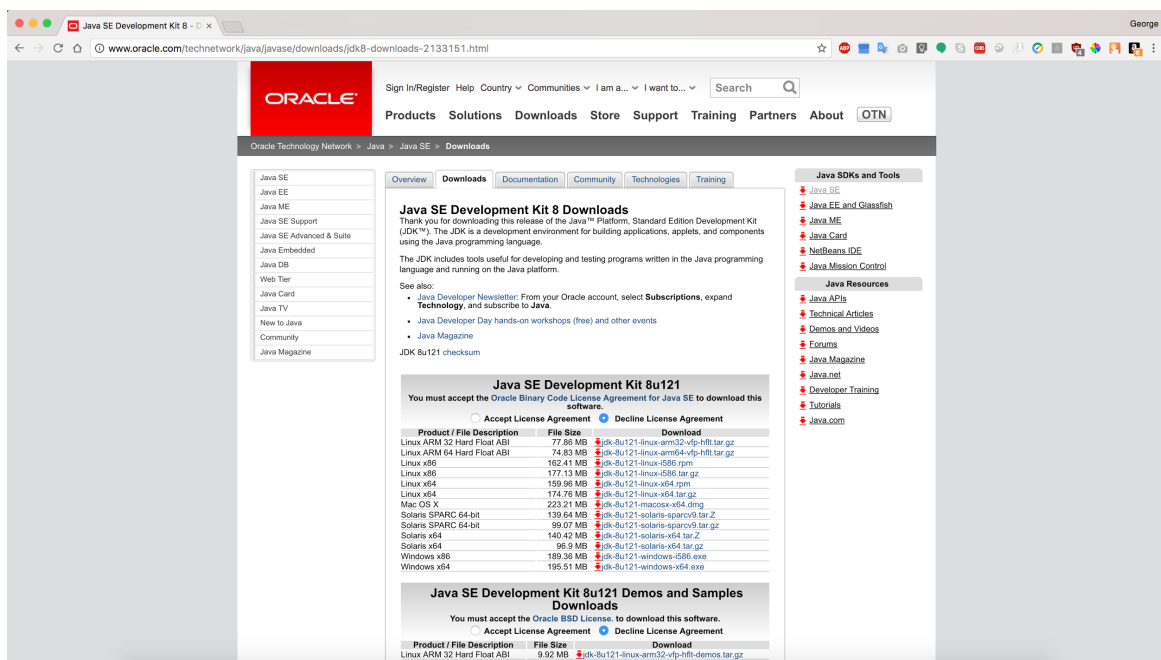 Java SE Development Kit 8 - D
George
www.oracle.com/technetwork/java/javase/downloads/jdk8-downloads-2133151.html
ORACLE
Sign In/Register Help Country Communities I am a... I want to... Search
Products Solutions Downloads Store Support Training Partners About OTN
Oracle Technology Network > Java > Java SE > Downloads
Java SE
Java EE
Java ME
Java SE Support
Java SE Advanced & Suite
Java Embedded
Java DB
Web Tier
Java Card
Java TV
New to Java
Community
Java Magazine
Overview Downloads Documentation Community Technologies Training
Java SE Development Kit 8 Downloads
Thank you for downloading this release of the Java™ Platform, Standard Edition Development Kit
(JDK™). The JDK is a development environment for building applications, applets, and components
using the Java programming language.
The JDK includes tools useful for developing and testing programs written in the Java programming
language and running on the Java platform.
See also:
• Java Developer Newsletter: From your Oracle account, select Subscriptions, expand
Technology, and subscribe to Java.
• Java Developer Day hands-on workshops (free) and other events
• Java Magazine
JDK 8u121 checksum
Java SE Development Kit 8u121
You must accept the Oracle Binary Code License Agreement for Java SE to download this
software.
Accept License Agreement Decline License Agreement
Product / File Description File Size Download
Linux ARM 32 Hard Float ABI 77.86 MB jdk-8u121-linux-arm32-vfp-hflt.tar.gz
Linux ARM 64 Hard Float ABI 74.83 MB jdk-8u121-linux-arm64-vfp-hflt.tar.gz
Linux x86 162.41 MB jdk-8u121-linux-i586.rpm
Linux x86 177.13 MB jdk-8u121-linux-i586.tar.gz
Linux x64 159.96 MB jdk-8u121-linux-x64.rpm
Linux x64 174.76 MB jdk-8u121-linux-x64.tar.gz
Mac OS X 223.21 MB jdk-8u121-macosx-x64.dmg
Solaris SPARC 64-bit 139.64 MB jdk-8u121-solaris-sparcv9.tar.Z
Solaris SPARC 64-bit 99.07 MB jdk-8u121-solaris-sparcv9.tar.gz
Solaris x64 140.42 MB jdk-8u121-solaris-x64.tar.Z
Solaris x64 96.9 MB jdk-8u121-solaris-x64.tar.gz
Windows x86 189.36 MB jdk-8u121-windows-i586.exe
Windows x64 195.51 MB jdk-8u121-windows-x64.exe
Java SE Development Kit 8u121 Demos and Samples
Downloads
You must accept the Oracle BSD License. to download this software.
Accept License Agreement Decline License Agreement
Product / File Description File Size Download
Linux ARM 32 Hard Float ABI 9.92 MB jdk-8u121-linux-arm32-vfp-hflt-demos.tar.gz
Java SDKs and Tools
Java SE
Java EE and Glassfish
Java ME
Java Card
NetBeans IDE
Java Mission Control
Java Resources
Java APIs
Technical Articles
Demos and Videos
Forums
Java Magazine
Java.net
Developer Training
Tutorials
Java.com